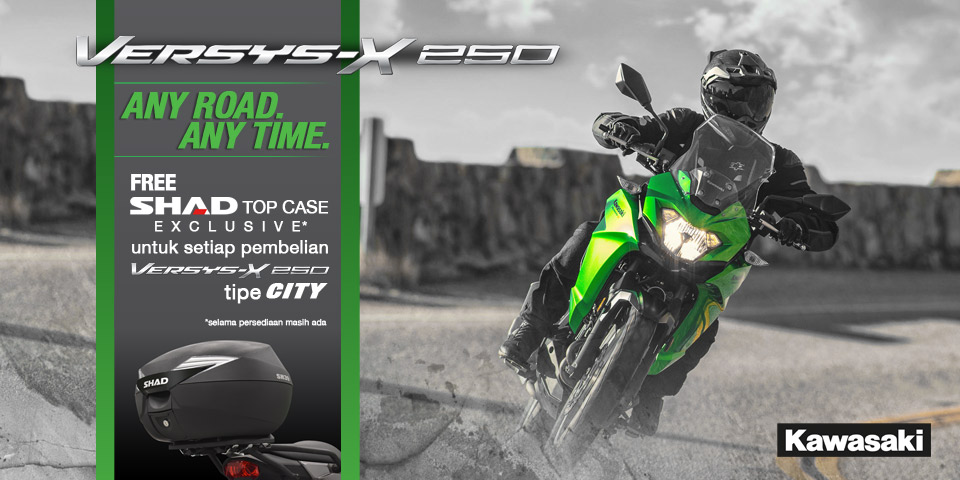 VERSYS-X 250
ANY ROAD.
ANY TIME.
FREE
SHAD TOP CASE
EXCLUSIVE*
untuk setiap pembelian
VERSYS-X 250
tipe CITY
*selama persediaan masih ada
SHAD
Kawasaki